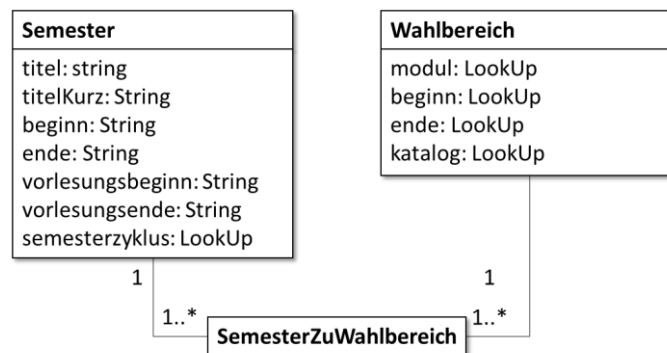 Semester
titel: string
titelKurz: String
beginn: String
ende: String
vorlesungsbeginn: String
vorlesungsende: String
semesterzyklus: LookUp
Wahlbereich
modul: LookUp
beginn: LookUp
ende: LookUp
katalog: LookUp
1
1
1..*
1..*
SemesterZuWahlbereich